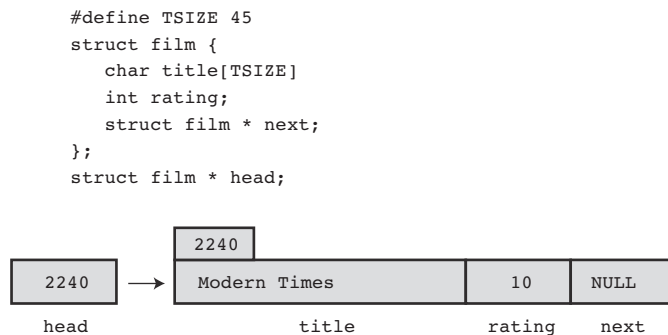 #define TSIZE 45
struct film {
char title[TSIZE]
int rating;
struct film * next;
};
struct film * head;
2240
2240
Modern Times
10
NULL
head
title
rating
next